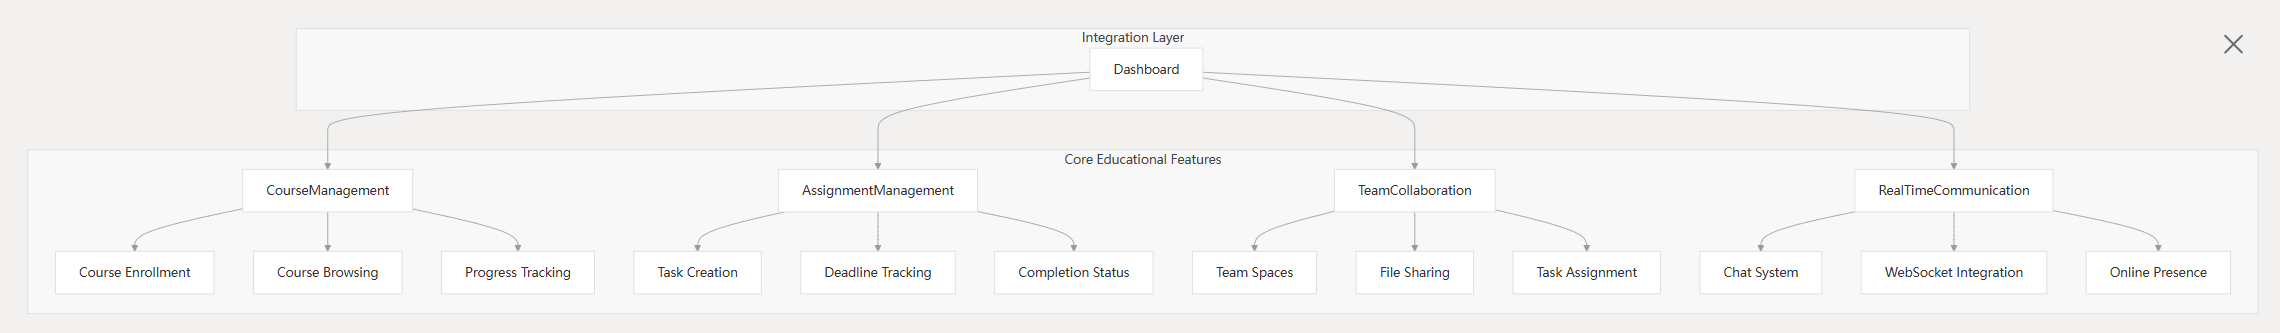 Integration Layer
Dashboard
Core Educational Features
CourseManagement
AssignmentManagement
TeamCollaboration
RealTimeCommunication
Course Enrollment
Course Browsing
Progress Tracking
Task Creation
Deadline Tracking
Completion Status
Team Spaces
File Sharing
Task Assignment
Chat System
WebSocket Integration
Online Presence